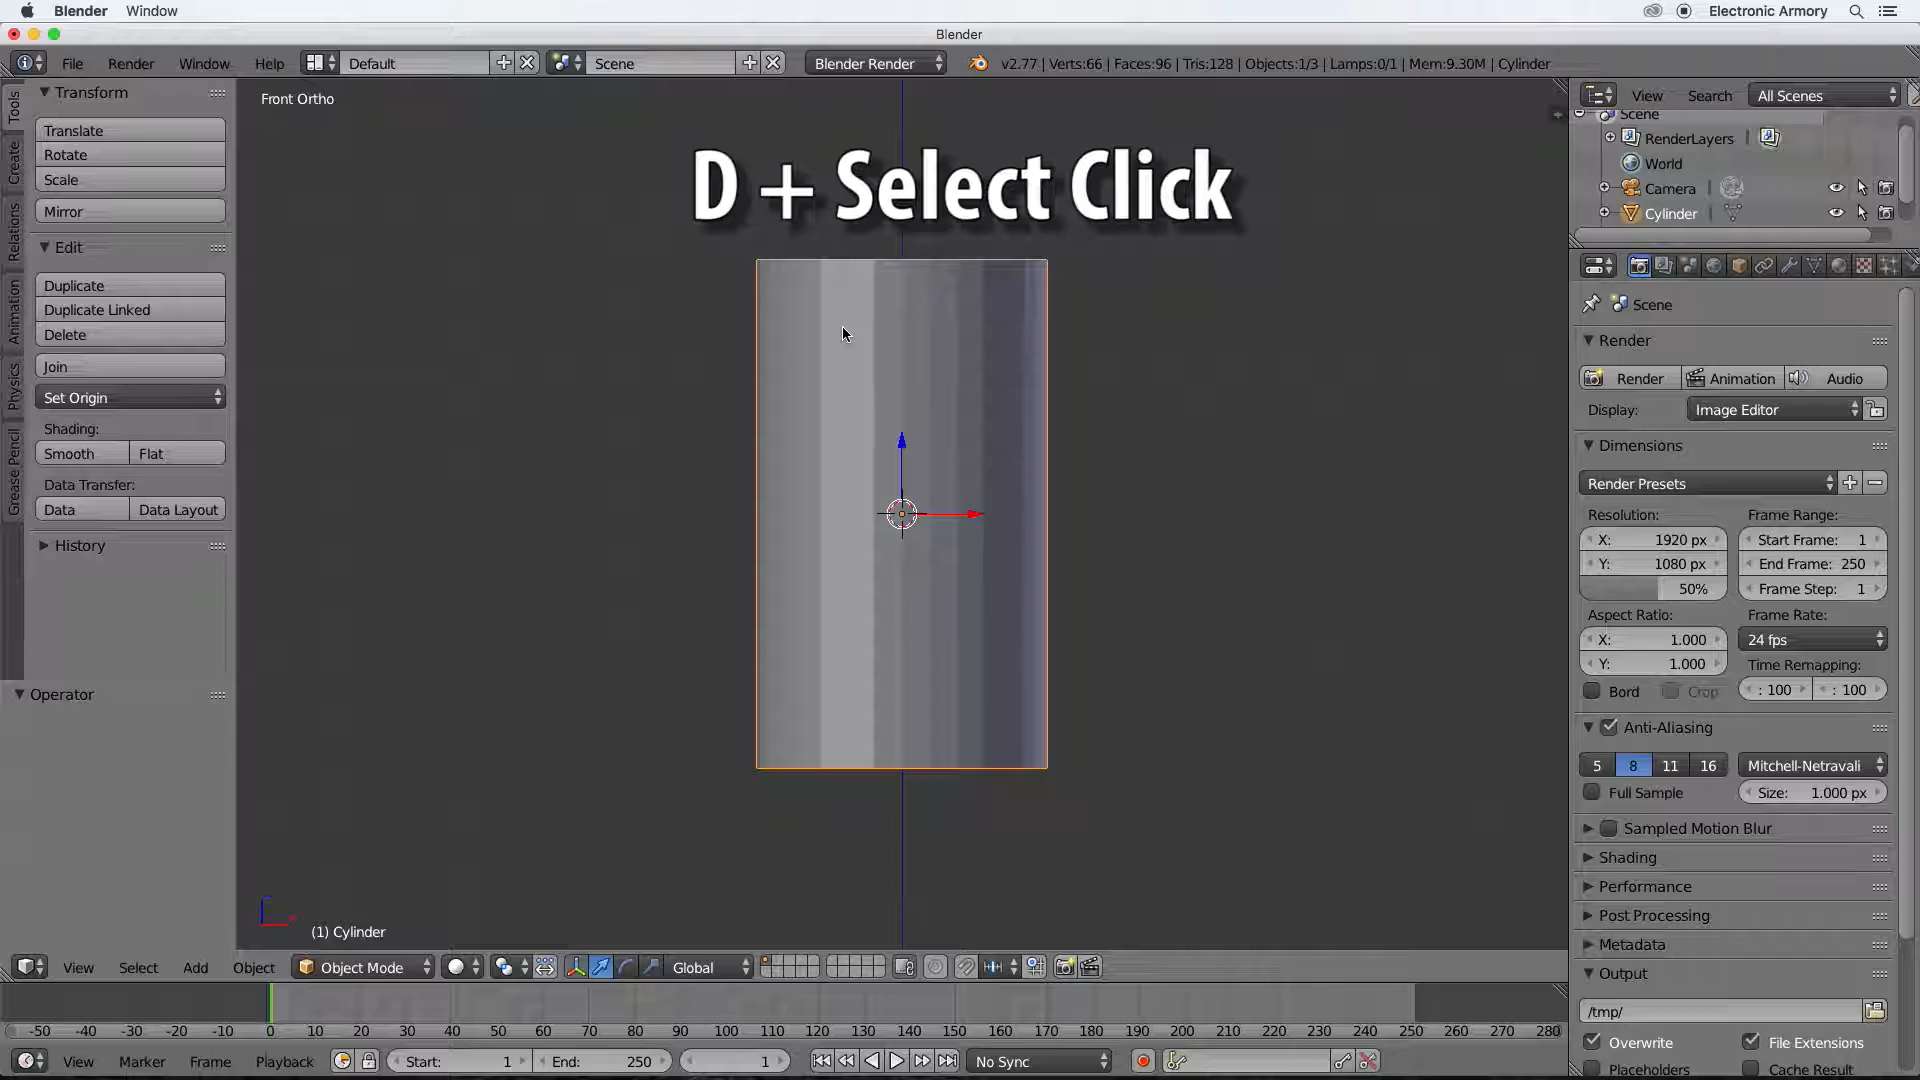 Blender Window Electronic Armory
Blender
File Render Window Help Default Scene Blender Render v2.77 | Verts:66 | Faces:96 | Tris:128 | Objects:1/3 | Lamps:0/1 | Mem:9.30M | Cylinder
Tools
Create
Relations
Animation
Physics
Grease Pencil
Transform
Translate
Rotate
Scale
Mirror
Edit
Duplicate
Duplicate Linked
Delete
Join
Set Origin
Shading:
Smooth Flat
Data Transfer:
Data Data Layout
History
Operator
Front Ortho
D + Select Click
(1) Cylinder
View Select Add Object Object Mode Global
-50 -40 -30 -20 -10 0 10 20 30 40 50 60 70 80 90 100 110 120 130 140 150 160 170 180 190 200 210 220 230 240 250 260 270 280
View Marker Frame Playback Start: 1 End: 250 1 No Sync
View Search All Scenes
Scene
RenderLayers
World
Camera
Cylinder
Scene
Render
Render Animation Audio
Display: Image Editor
Dimensions
Render Presets
Resolution: Frame Range:
X: 1920 px Start Frame: 1
Y: 1080 px End Frame: 250
50% Frame Step: 1
Aspect Ratio: Frame Rate:
X: 1.000 24 fps
Y: 1.000 Time Remapping:
Bord Crop : 100 : 100
Anti-Aliasing
5 8 11 16 Mitchell-Netravali
Full Sample Size: 1.000 px
Sampled Motion Blur
Shading
Performance
Post Processing
Metadata
Output
/tmp/
Overwrite File Extensions
Placeholders Cache Result